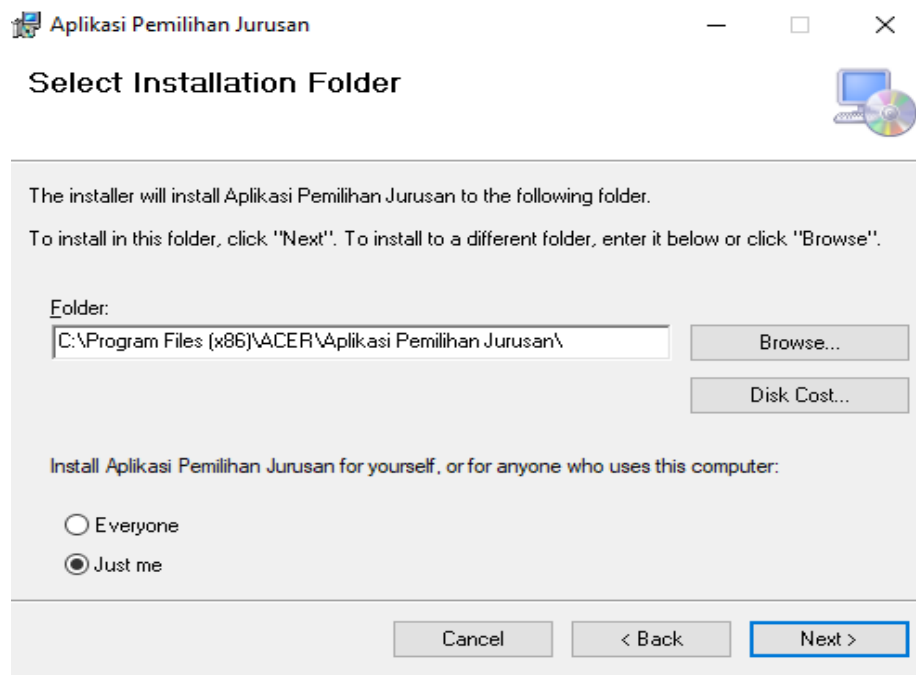 Aplikasi Pemilihan Jurusan
Select Installation Folder
The installer will install Aplikasi Pemilihan Jurusan to the following folder.
To install in this folder, click "Next". To install to a different folder, enter it below or click "Browse".
Folder:
C:\Program Files (x86)\ACER\Aplikasi Pemilihan Jurusan\
Browse...
Disk Cost...
Install Aplikasi Pemilihan Jurusan for yourself, or for anyone who uses this computer:
Everyone
Just me
Cancel
< Back
Next >